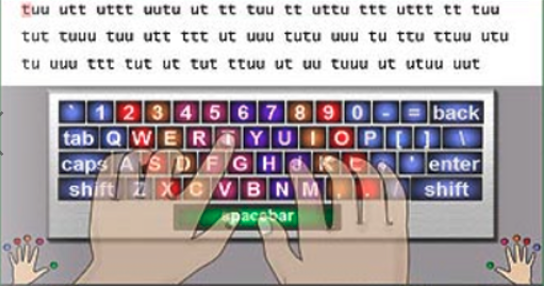 tuu utt uttt uutu ut tt tuu tt uttu ttt uttt tt tuu
tut tuuu tuu utt ttt ut uuu tutu uuu tu ttu ttuu utu
tu uuu ttt tut ut tut ttuu ut uu tuuu ut utuu uut
` 1 2 3 4 5 6 7 8 9 0 - = back
tab Q W E R T Y U I O P [ ] \
caps A S D F G H J K L ; ' enter
shift Z X C V B N M , . / shift
spacebar